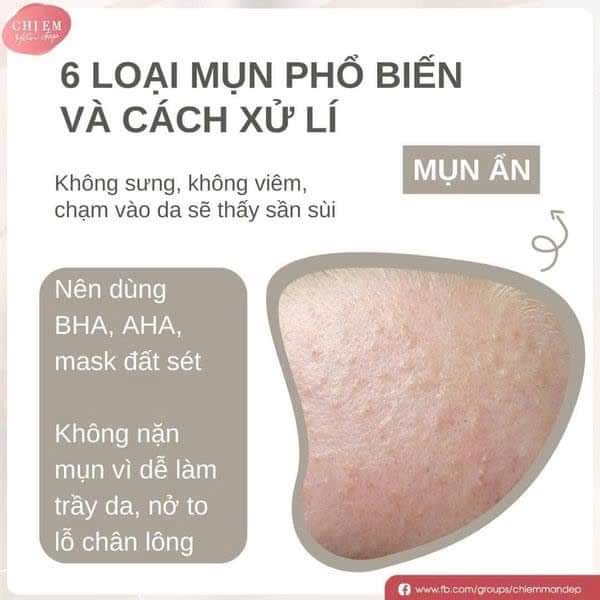 CHỊ EM
6 LOẠI MỤN PHỔ BIẾN
VÀ CÁCH XỬ LÍ
MỤN ẨN
Không sưng, không viêm,
chạm vào da sẽ thấy sần sùi
Nên dùng
BHA, AHA,
mask đất sét
Không nặn
mụn vì dễ làm
trầy da, nở to
lỗ chân lông
www.fb.com/groups/chiemmondep